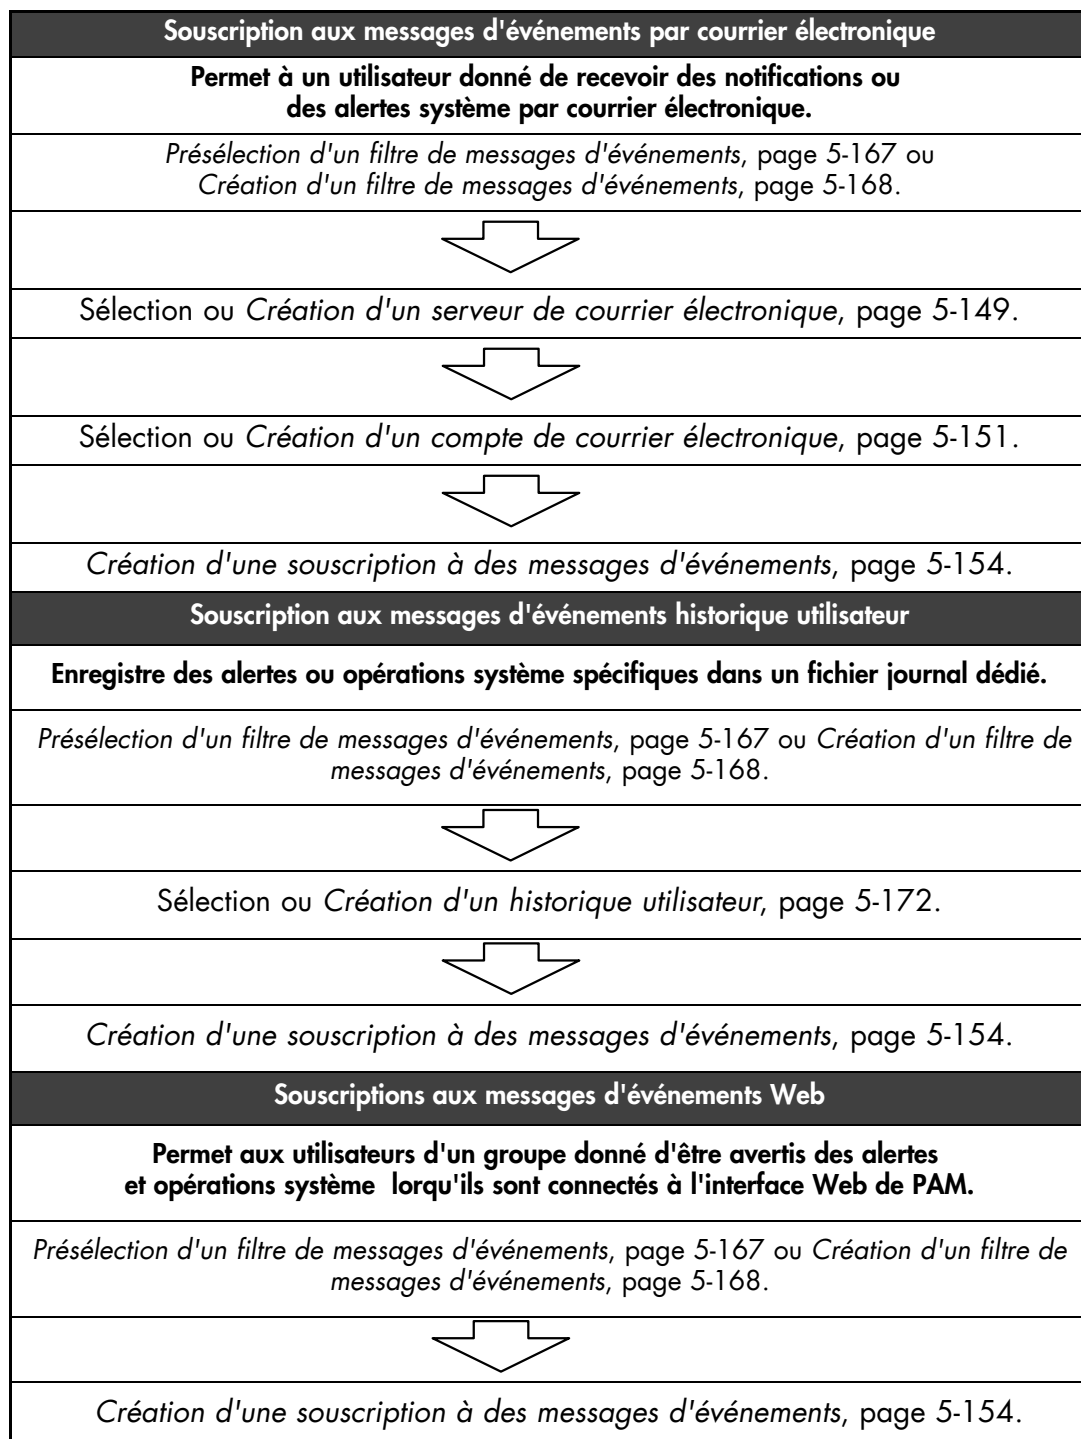 Souscription aux messages d'événements par courrier électronique
Permet à un utilisateur donné de recevoir des notifications ou
des alertes système par courrier électronique.
Présélection d'un filtre de messages d'événements, page 5-167 ou
Création d'un filtre de messages d'événements, page 5-168.
Sélection ou Création d'un serveur de courrier électronique, page 5-149.
Sélection ou Création d'un compte de courrier électronique, page 5-151.
Création d'une souscription à des messages d'événements, page 5-154.
Souscription aux messages d'événements historique utilisateur
Enregistre des alertes ou opérations système spécifiques dans un fichier journal dédié.
Présélection d'un filtre de messages d'événements, page 5-167 ou Création d'un filtre de
messages d'événements, page 5-168.
Sélection ou Création d'un historique utilisateur, page 5-172.
Création d'une souscription à des messages d'événements, page 5-154.
Souscriptions aux messages d'événements Web
Permet aux utilisateurs d'un groupe donné d'être avertis des alertes
et opérations système lorqu'ils sont connectés à l'interface Web de PAM.
Présélection d'un filtre de messages d'événements, page 5-167 ou Création d'un filtre de
messages d'événements, page 5-168.
Création d'une souscription à des messages d'événements, page 5-154.